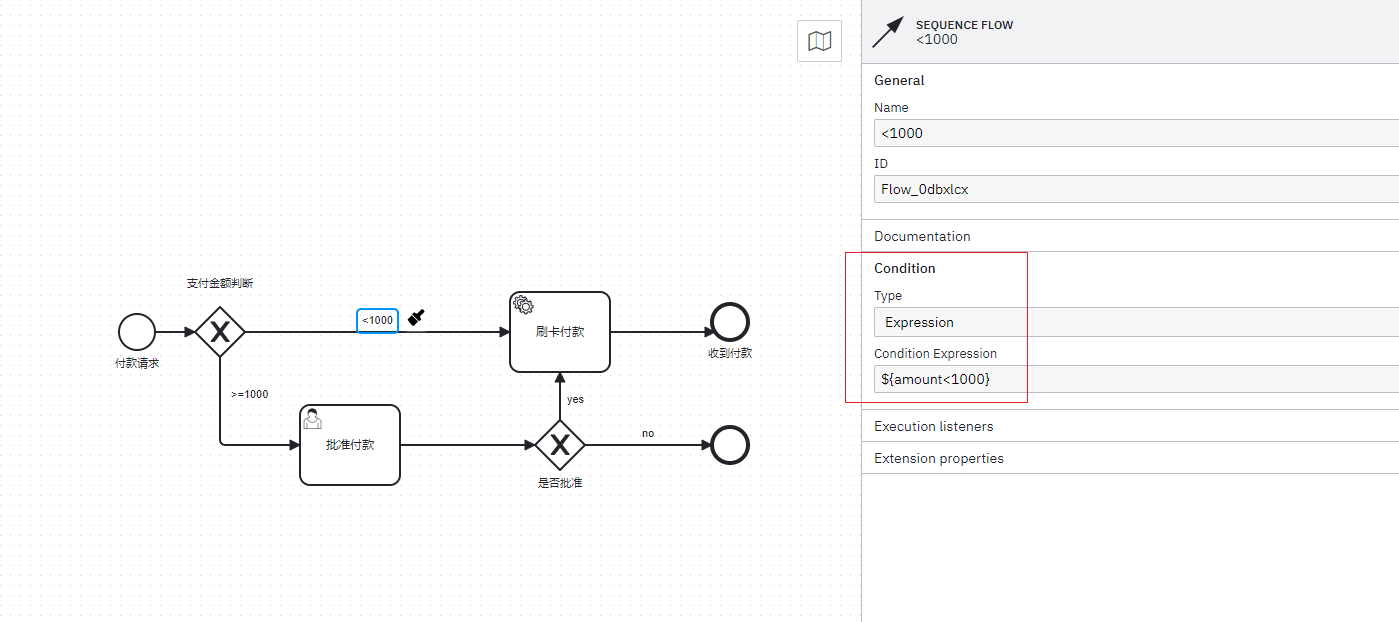 支付金额判断
<1000
刷卡付款
付款请求
收到付款
>=1000
yes
批准付款
no
是否批准
SEQUENCE FLOW
<1000
General
Name
<1000
ID
Flow_0dbxlcx
Documentation
Condition
Type
Expression
Condition Expression
${amount<1000}
Execution listeners
Extension properties